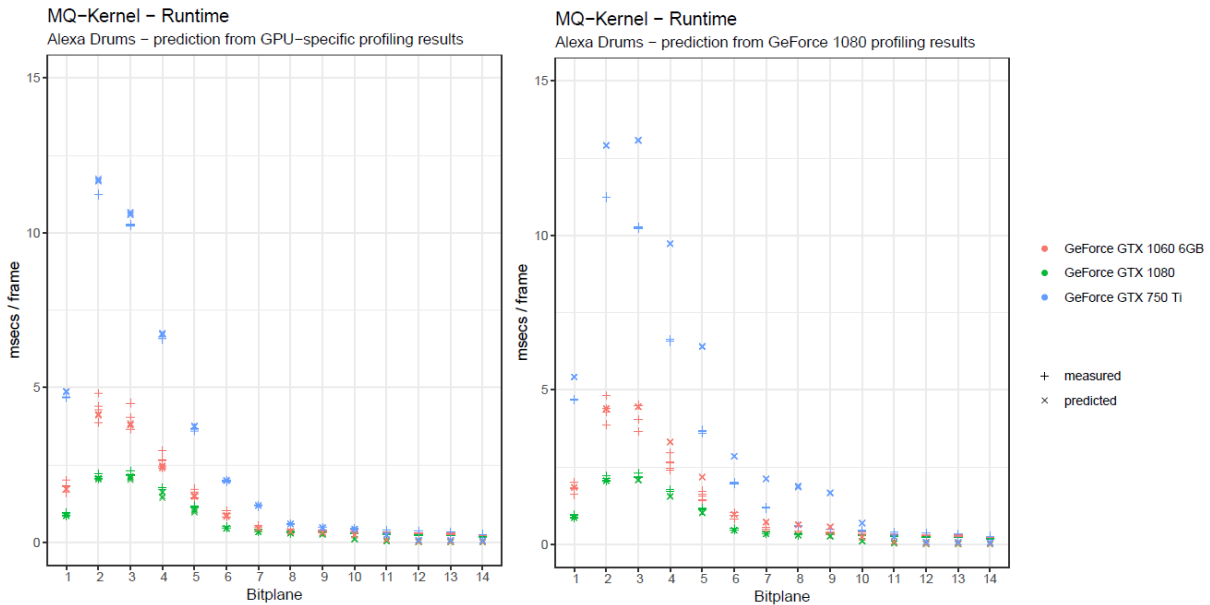 MQ−Kernel − Runtime
Alexa Drums − prediction from GPU−specific profiling results
15
10
5
0
msecs / frame
1 2 3 4 5 6 7 8 9 10 11 12 13 14
Bitplane
MQ−Kernel − Runtime
Alexa Drums − prediction from GeForce 1080 profiling results
15
10
5
0
msecs / frame
1 2 3 4 5 6 7 8 9 10 11 12 13 14
Bitplane
GeForce GTX 1060 6GB
GeForce GTX 1080
GeForce GTX 750 Ti
measured
predicted